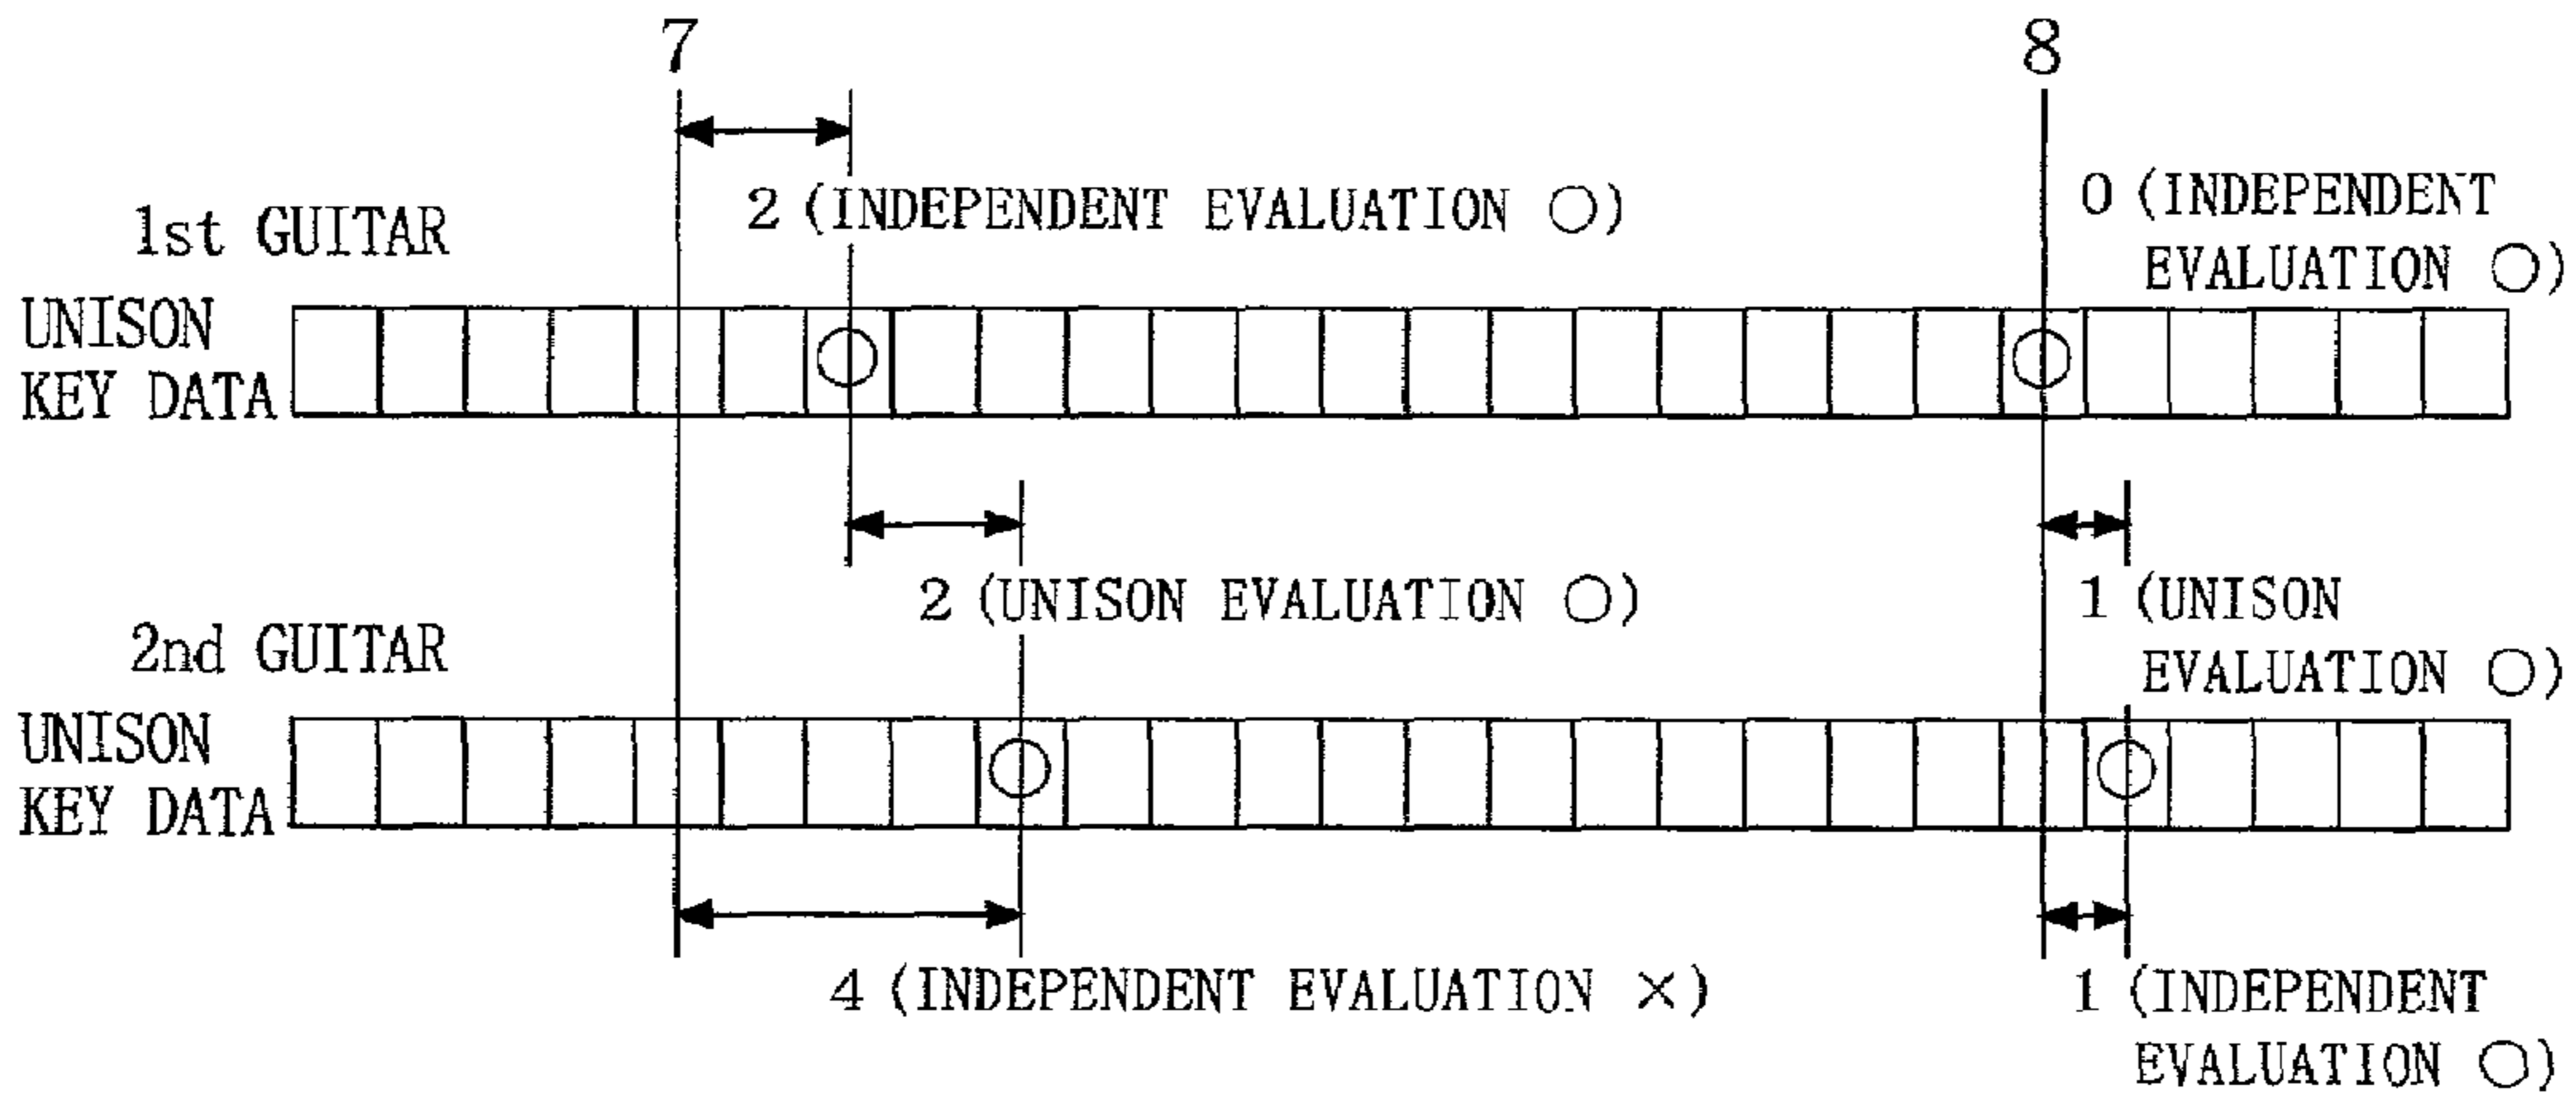 7
8
2 (INDEPENDENT EVALUATION ○)
0 (INDEPENDENT
EVALUATION ○)
1st GUITAR
UNISON
KEY DATA
2 (UNISON EVALUATION ○)
1 (UNISON
EVALUATION ○)
2nd GUITAR
UNISON
KEY DATA
4 (INDEPENDENT EVALUATION ×)
1 (INDEPENDENT
EVALUATION ○)